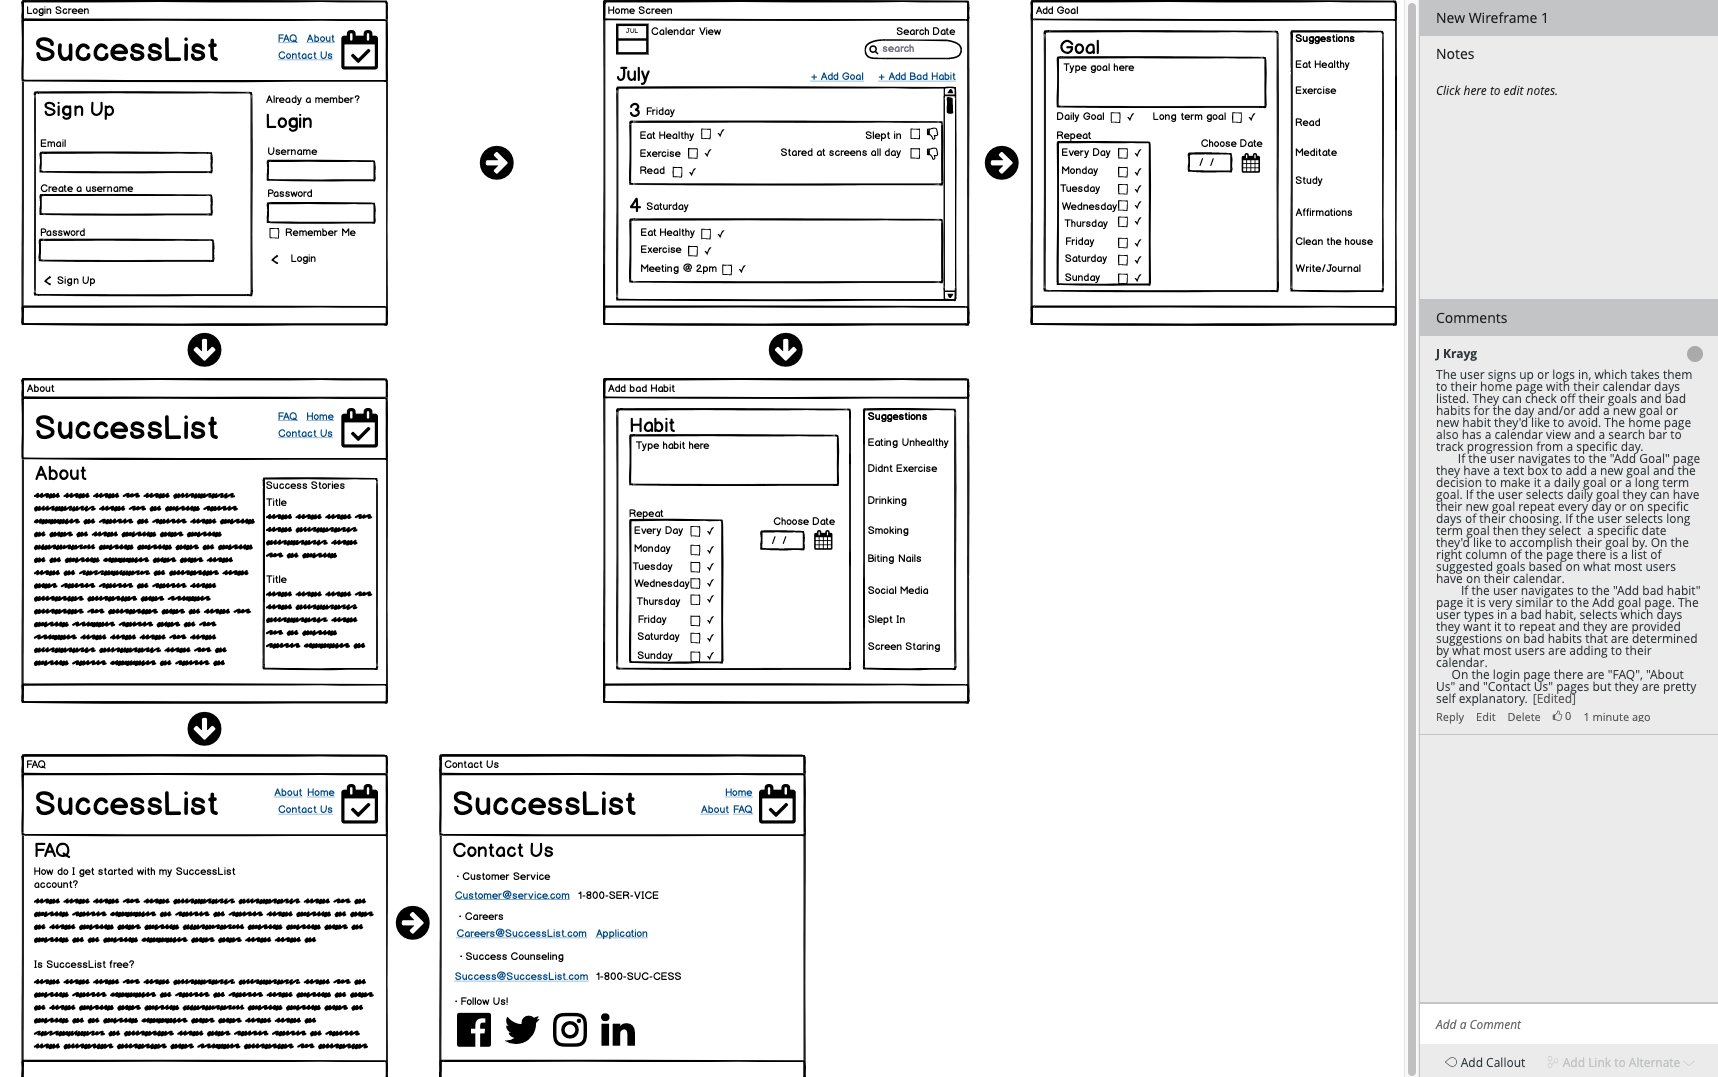 Login Screen
SuccessList
FAQ About
Contact Us
Sign Up
Email
Create a username
Password
Sign Up
Already a member?
Login
Username
Password
Remember Me
Login
Home Screen
JUL
Calendar View
Search Date
search
July
+ Add Goal + Add Bad Habit
3 Friday
Eat Healthy
Exercise
Read
Slept in
Stared at screens all day
4 Saturday
Eat Healthy
Exercise
Meeting @ 2pm
Add Goal
Goal
Type goal here
Daily Goal Long term goal
Repeat
Every Day
Monday
Tuesday
Wednesday
Thursday
Friday
Saturday
Sunday
Choose Date
/ /
Suggestions
Eat Healthy
Exercise
Read
Meditate
Study
Affirmations
Clean the house
Write/Journal
About
SuccessList
FAQ Home
Contact Us
About
Success Stories
Title
Title
Add bad Habit
Habit
Type habit here
Repeat
Every Day
Monday
Tuesday
Wednesday
Thursday
Friday
Saturday
Sunday
Choose Date
/ /
Suggestions
Eating Unhealthy
Didnt Exercise
Drinking
Smoking
Biting Nails
Social Media
Slept In
Screen Staring
FAQ
SuccessList
About Home
Contact Us
FAQ
How do I get started with my SuccessList
account?
Is SuccessList free?
Contact Us
SuccessList
Home
About FAQ
Contact Us
· Customer Service
Customer@service.com 1-800-SER-VICE
· Careers
Careers@SuccessList.com Application
· Success Counseling
Success@SuccessList.com 1-800-SUC-CESS
· Follow Us!
in
New Wireframe 1
Notes
Click here to edit notes.
Comments
J Krayg
The user signs up or logs in, which takes them
to their home page with their calendar days
listed. They can check off their goals and bad
habits for the day and/or add a new goal or
new habit they'd like to avoid. The home page
also has a calendar view and a search bar to
track progression from a specific day.
If the user navigates to the "Add Goal" page
they have a text box to add a new goal and the
decision to make it a daily goal or a long term
goal. If the user selects daily goal they can have
their new goal repeat every day or on specific
days of their choosing. If the user selects long
term goal then they select a specific date
they'd like to accomplish their goal by. On the
right column of the page there is a list of
suggested goals based on what most users
have on their calendar.
If the user navigates to the "Add bad habit"
page it is very similar to the Add goal page. The
user types in a bad habit, selects which days
they want it to repeat and they are provided
suggestions on bad habits that are determined
by what most users are adding to their
calendar.
On the login page there are "FAQ", "About
Us" and "Contact Us" pages but they are pretty
self explanatory. [Edited]
Reply Edit Delete 0 1 minute ago
Add a Comment
Add Callout Add Link to Alternate